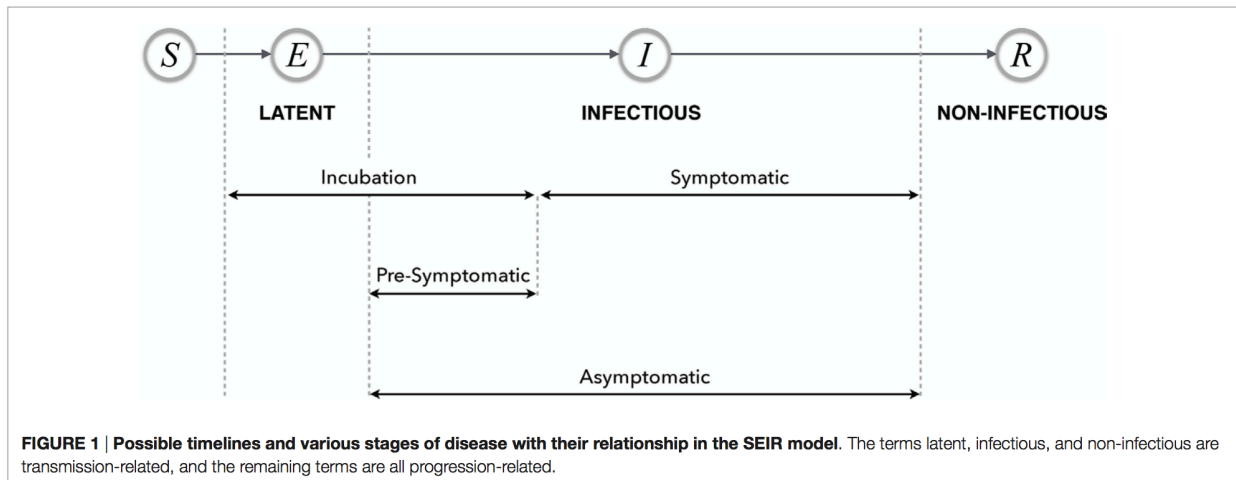 S E I R
LATENT INFECTIOUS NON-INFECTIOUS
Incubation Symptomatic
Pre-Symptomatic
Asymptomatic
FIGURE 1 | Possible timelines and various stages of disease with their relationship in the SEIR model. The terms latent, infectious, and non-infectious are
transmission-related, and the remaining terms are all progression-related.